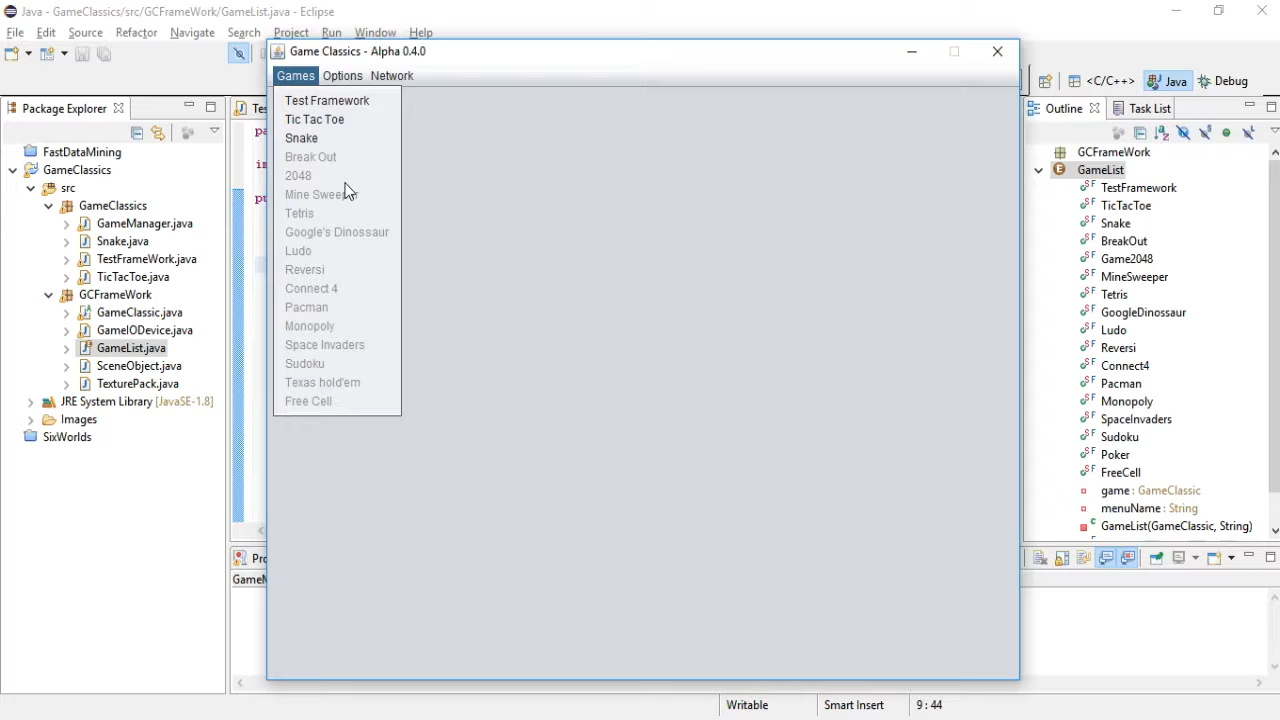 Java - GameClassics/src/GCFrameWork/GameList.java - Eclipse
File Edit Source Refactor Navigate Search Project Run Window Help
Game Classics - Alpha 0.4.0
Games Options Network
<C/C++> Java Debug
Package Explorer
FastDataMining
GameClassics
src
GameClassics
GameManager.java
Snake.java
TestFrameWork.java
TicTacToe.java
GCFrameWork
GameClassic.java
GameIODevice.java
GameList.java
SceneObject.java
TexturePack.java
JRE System Library [JavaSE-1.8]
Images
SixWorlds
Test Framework
Tic Tac Toe
Snake
Break Out
2048
Mine Sweeper
Tetris
Google's Dinossaur
Ludo
Reversi
Connect 4
Pacman
Monopoly
Space Invaders
Sudoku
Texas hold'em
Free Cell
Outline Task List
GCFrameWork
GameList
TestFramework
TicTacToe
Snake
BreakOut
Game2048
MineSweeper
Tetris
GoogleDinossaur
Ludo
Reversi
Connect4
Pacman
Monopoly
SpaceInvaders
Sudoku
Poker
FreeCell
game : GameClassic
menuName : String
GameList(GameClassic, String)
Writable Smart Insert 9 : 44